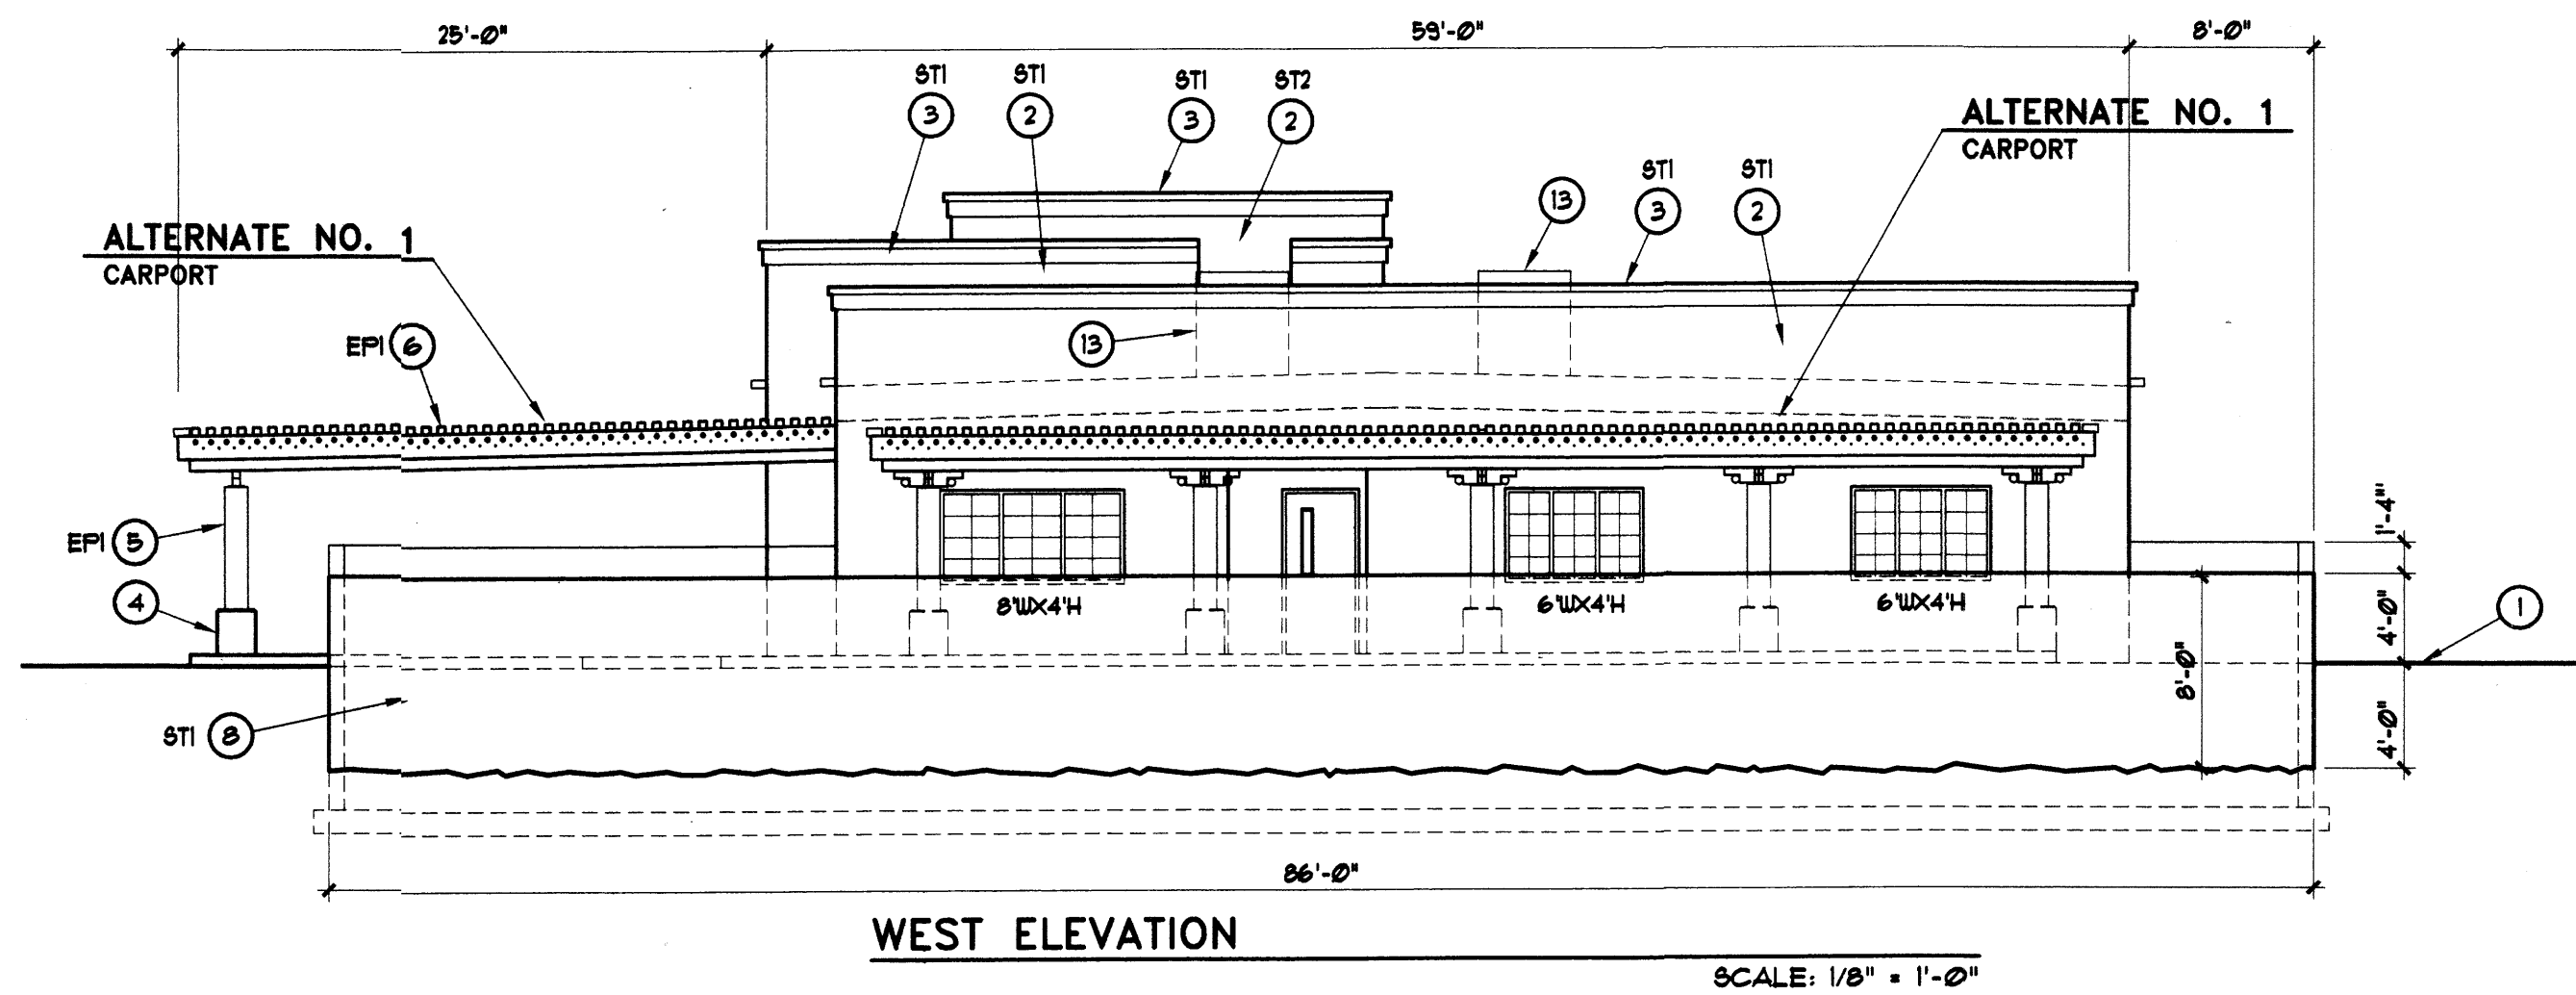 25'-0"
59'-0"
8'-0"
ST1
3
ST1
2
ST1
3
ST2
2
ALTERNATE NO. 1
CARPORT
13
ST1
3
ST1
2
ALTERNATE NO. 1
CARPORT
13
EP1 6
EP1 5
4
1'-4"
8'WX4'H
6'WX4'H
6'WX4'H
4'-0"
1
8'-0"
ST1 8
4'-0"
86'-0"
WEST ELEVATION
SCALE: 1/8" = 1'-0"